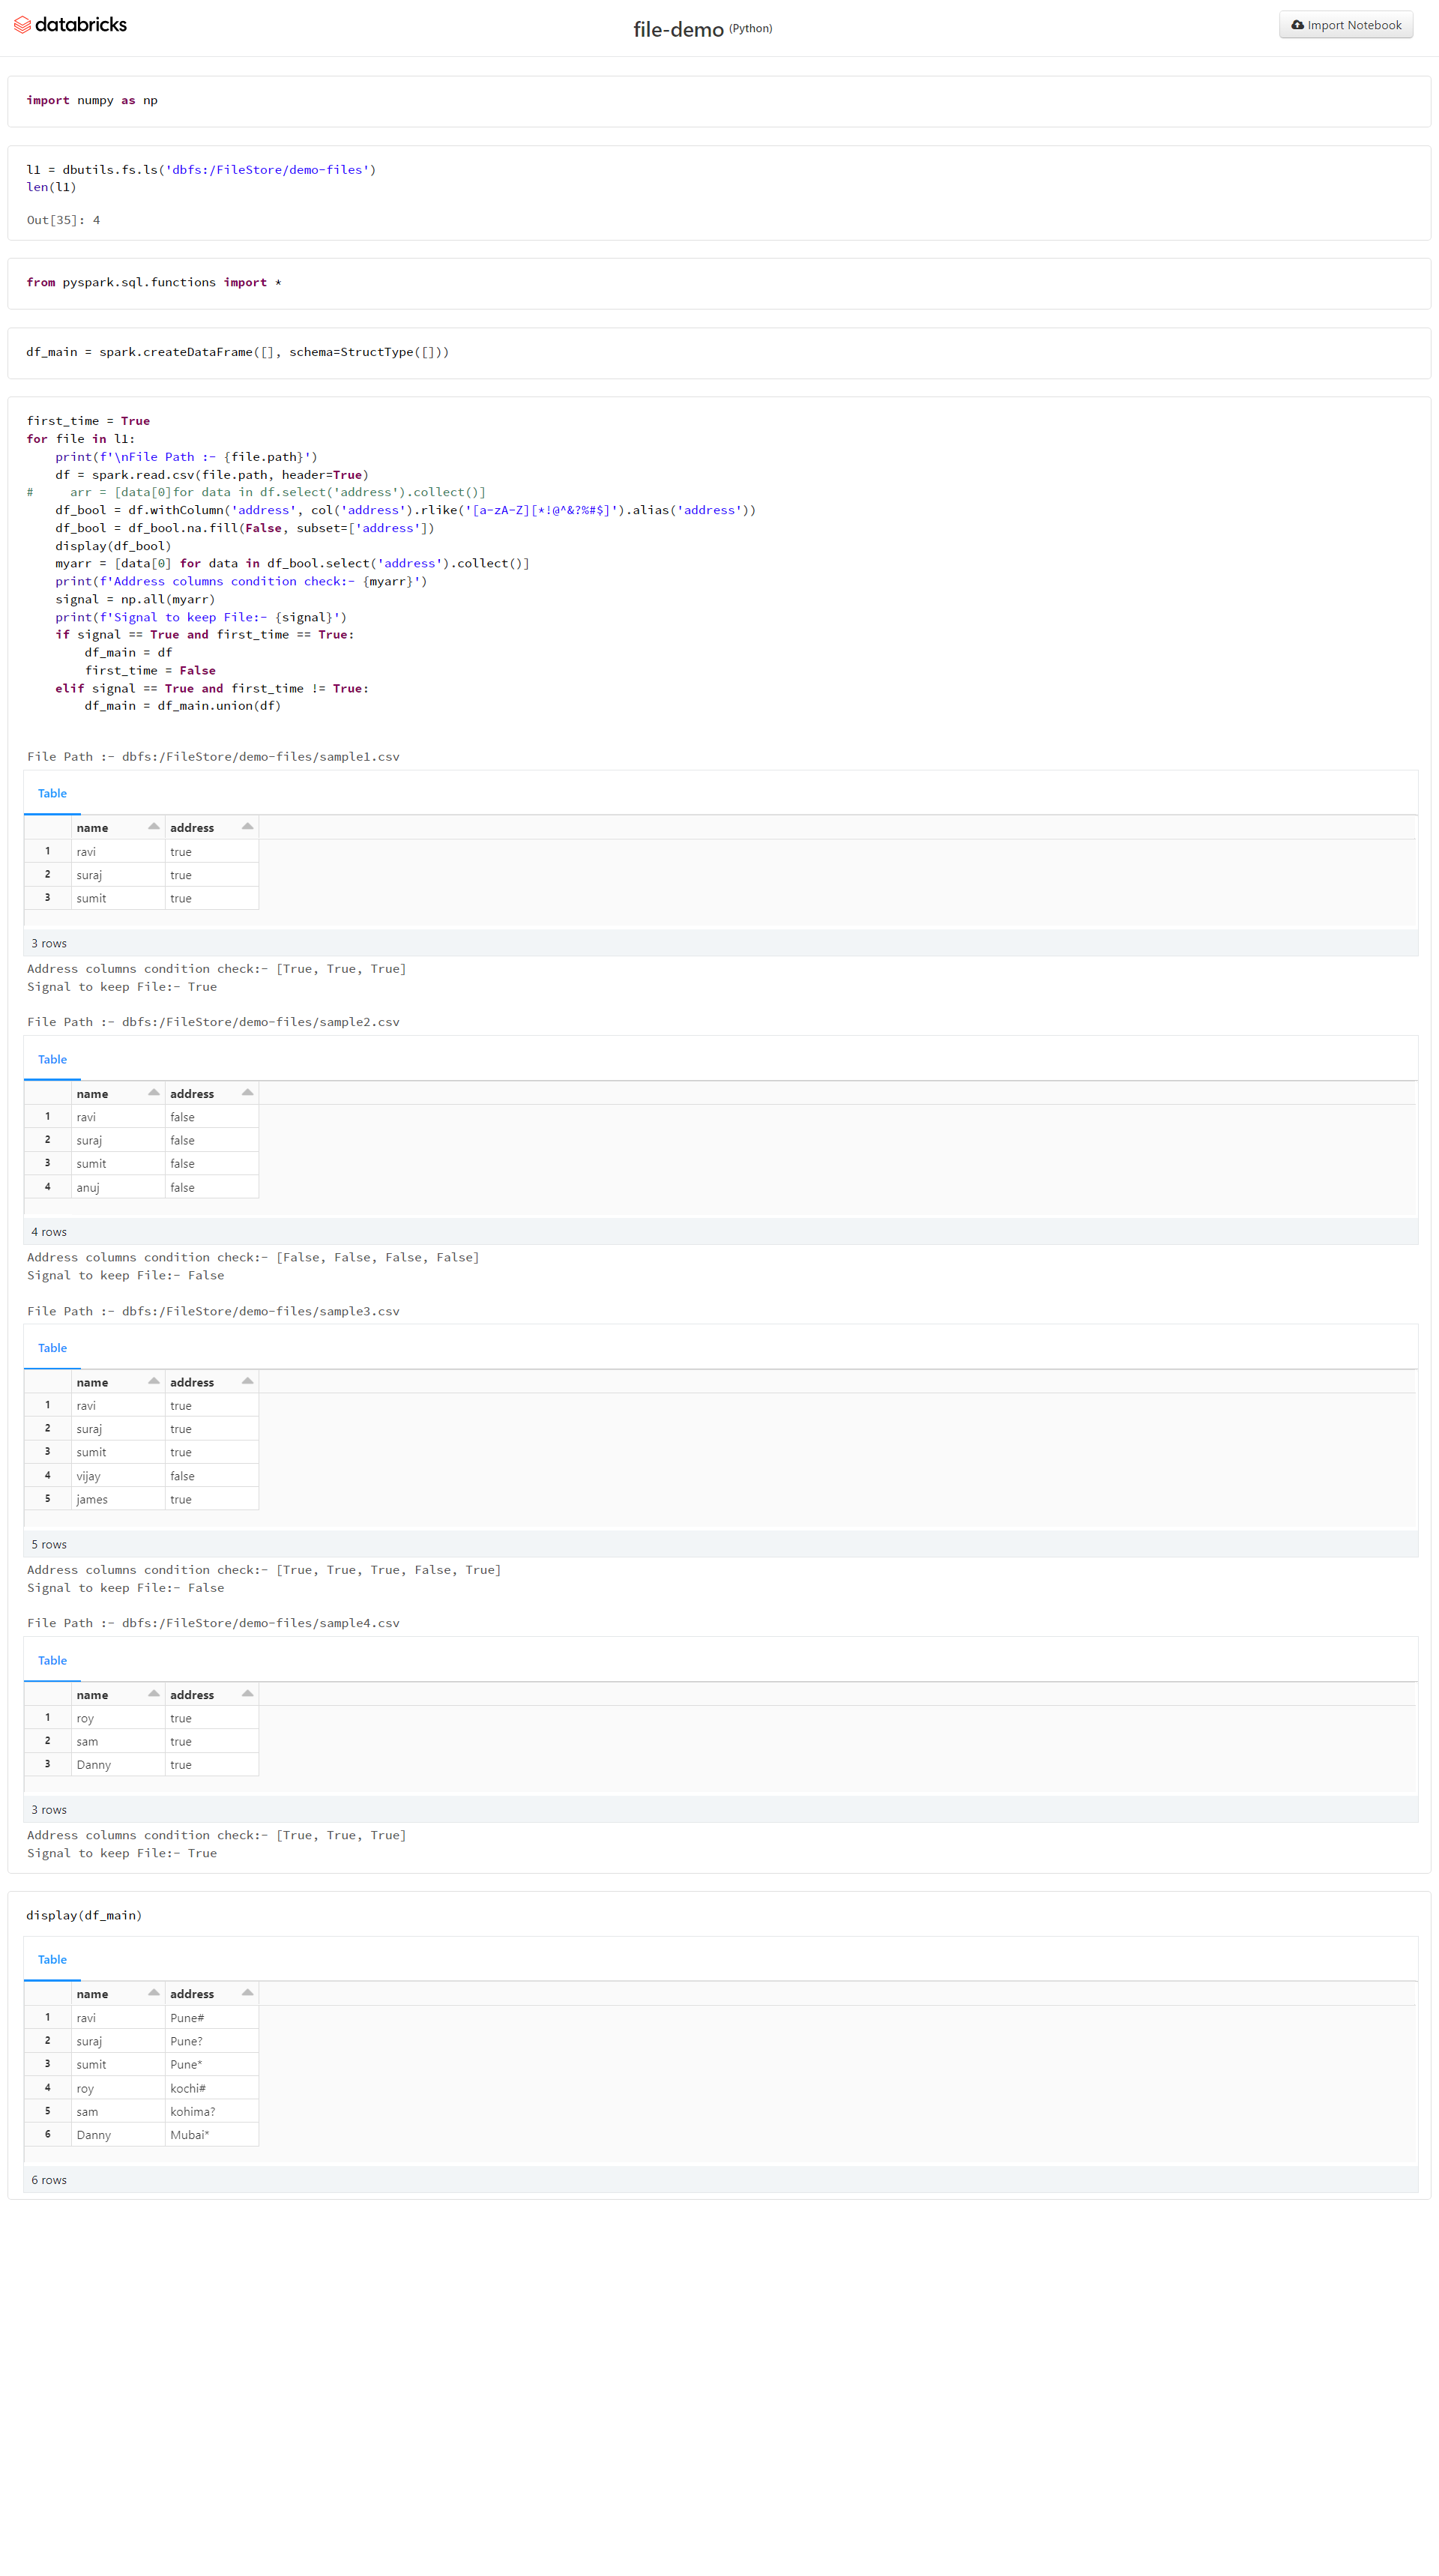 databricks
file-demo (Python)
Import Notebook
import numpy as np
l1 = dbutils.fs.ls('dbfs:/FileStore/demo-files')
len(l1)
Out[35]: 4
from pyspark.sql.functions import *
df_main = spark.createDataFrame([], schema=StructType([]))
first_time = True
for file in l1:
    print(f'\nFile Path :- {file.path}')
    df = spark.read.csv(file.path, header=True)
#     arr = [data[0]for data in df.select('address').collect()]
    df_bool = df.withColumn('address', col('address').rlike('[a-zA-Z][*!@^&?%#$]').alias('address'))
    df_bool = df_bool.na.fill(False, subset=['address'])
    display(df_bool)
    myarr = [data[0] for data in df_bool.select('address').collect()]
    print(f'Address columns condition check:- {myarr}')
    signal = np.all(myarr)
    print(f'Signal to keep File:- {signal}')
    if signal == True and first_time == True:
        df_main = df
        first_time = False
    elif signal == True and first_time != True:
        df_main = df_main.union(df)
File Path :- dbfs:/FileStore/demo-files/sample1.csv
Table
name address
1 ravi true
2 suraj true
3 sumit true
3 rows
Address columns condition check:- [True, True, True]
Signal to keep File:- True
File Path :- dbfs:/FileStore/demo-files/sample2.csv
Table
name address
1 ravi false
2 suraj false
3 sumit false
4 anuj false
4 rows
Address columns condition check:- [False, False, False, False]
Signal to keep File:- False
File Path :- dbfs:/FileStore/demo-files/sample3.csv
Table
name address
1 ravi true
2 suraj true
3 sumit true
4 vijay false
5 james true
5 rows
Address columns condition check:- [True, True, True, False, True]
Signal to keep File:- False
File Path :- dbfs:/FileStore/demo-files/sample4.csv
Table
name address
1 roy true
2 sam true
3 Danny true
3 rows
Address columns condition check:- [True, True, True]
Signal to keep File:- True
display(df_main)
Table
name address
1 ravi Pune#
2 suraj Pune?
3 sumit Pune*
4 roy kochi#
5 sam kohima?
6 Danny Mubai*
6 rows